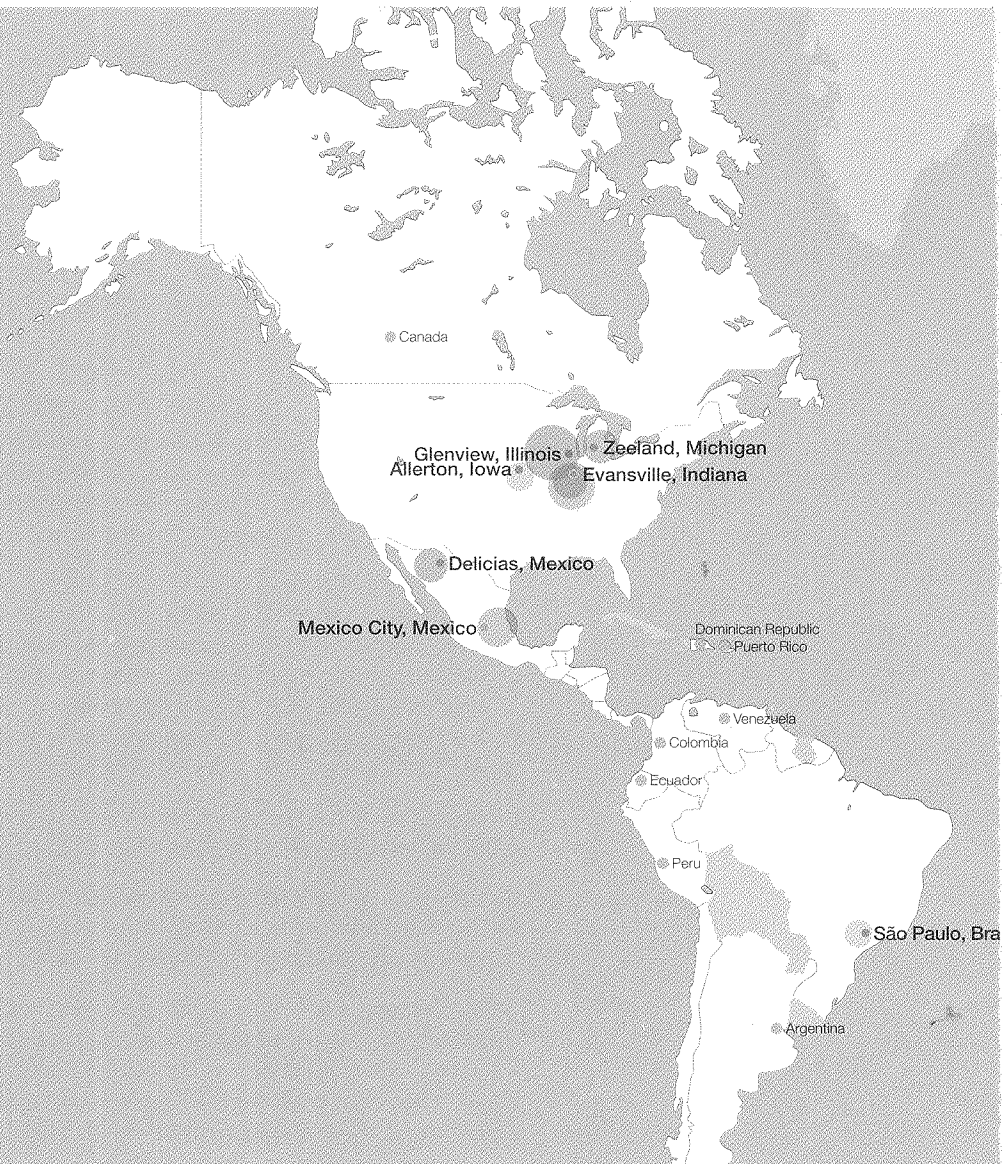 Canada
Glenview, Illinois
Zeeland, Michigan
Allerton, Iowa
Evansville, Indiana
Delicias, Mexico
Mexico City, Mexico
Dominican Republic
Puerto Rico
Venezuela
Colombia
Ecuador
Peru
São Paulo, Bra
Argentina